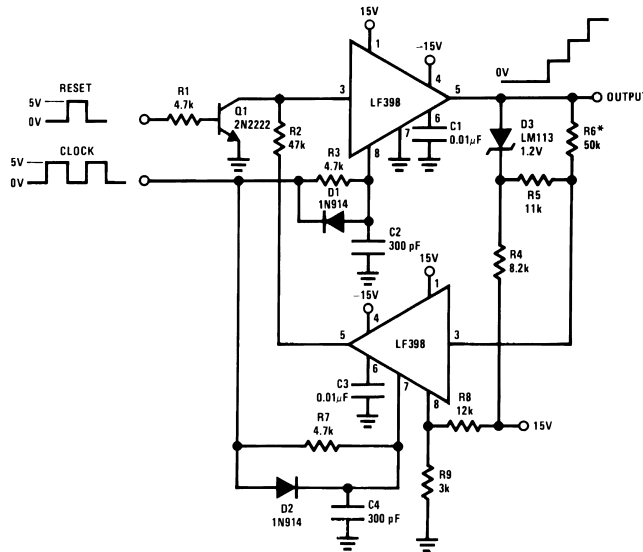 15V
-15V
1
4
0V
RESET
5V
0V
R1
4.7k
Q1
2N2222
3
LF398
5
OUTPUT
6
7
8
C1
0.01μF
D3
LM113
1.2V
R6*
50k
R2
47k
CLOCK
5V
0V
R3
4.7k
D1
1N914
R5
11k
C2
300 pF
R4
8.2k
15V
-15V
1
4
5
LF398
3
6
7
8
C3
0.01μF
R8
12k
15V
R7
4.7k
R9
3k
D2
1N914
C4
300 pF